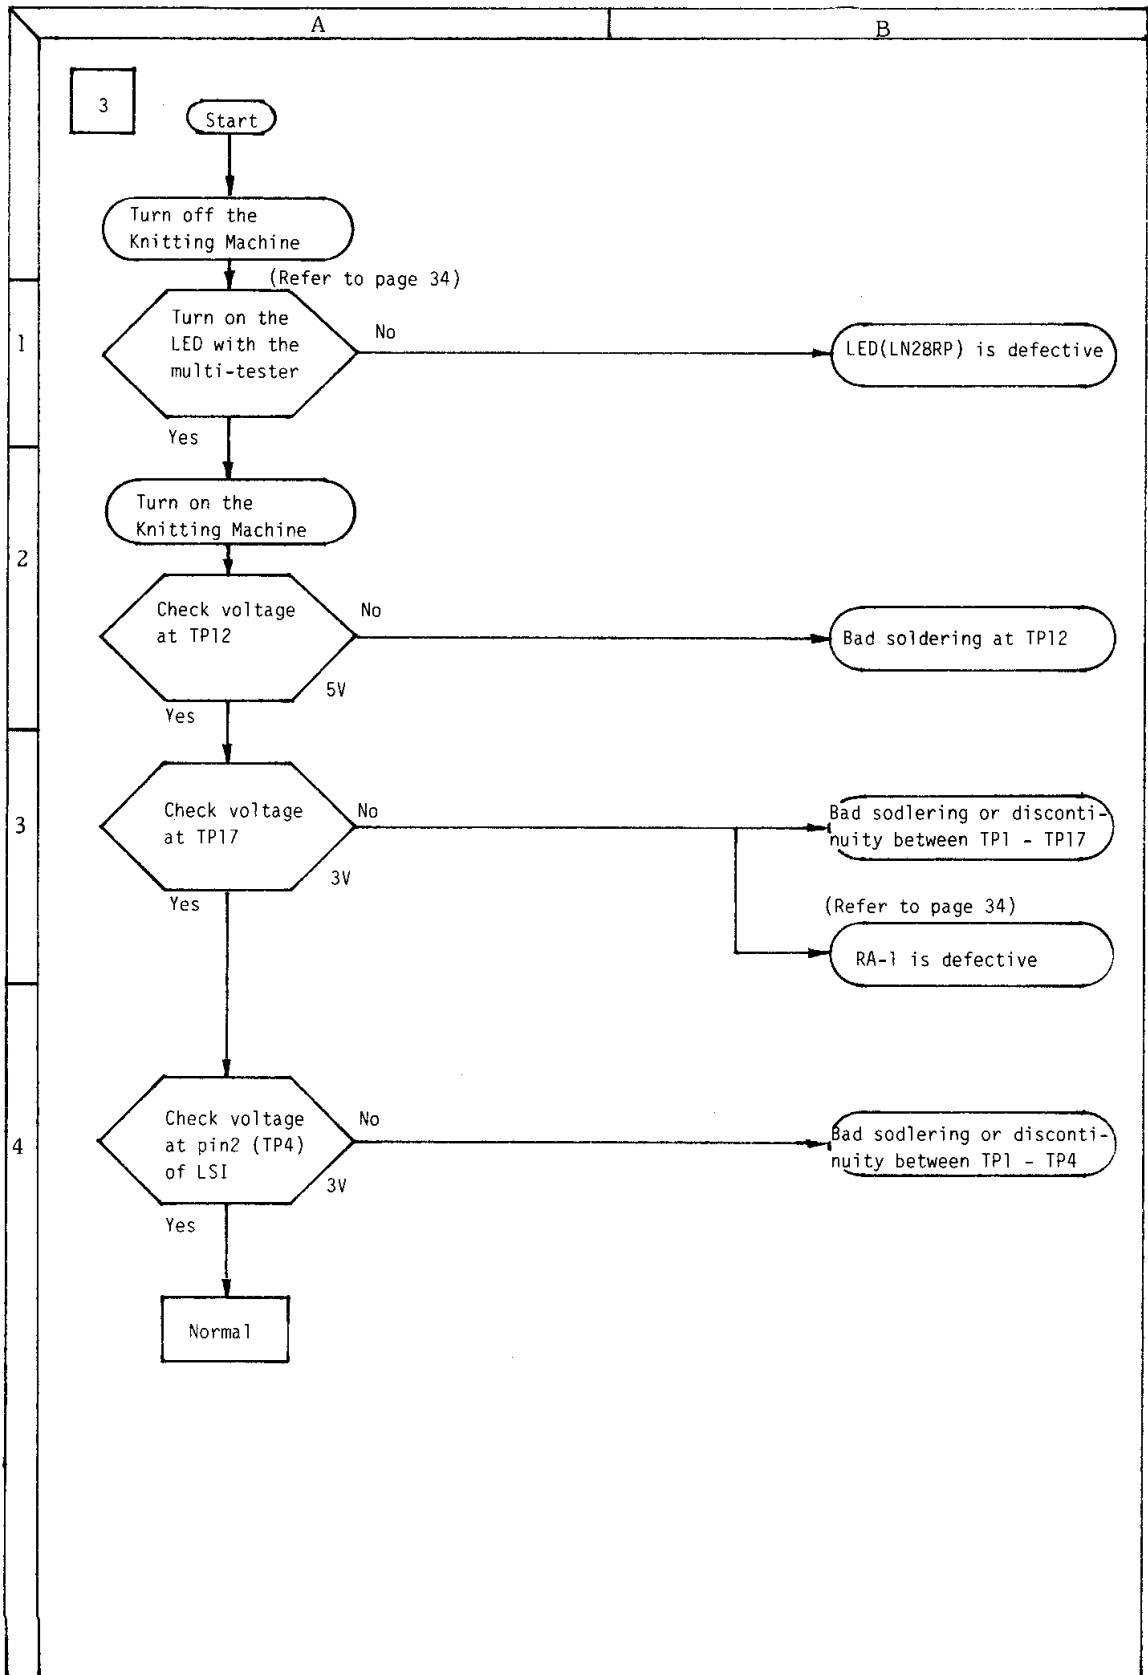 A
B
3
Start
Turn off the
Knitting Machine
(Refer to page 34)
1
Turn on the
LED with the
multi-tester
No
LED(LN28RP) is defective
Yes
Turn on the
Knitting Machine
2
Check voltage
at TP12
No
5V
Bad soldering at TP12
Yes
3
Check voltage
at TP17
No
3V
Bad sodlering or disconti-
nuity between TP1 - TP17
Yes
(Refer to page 34)
RA-1 is defective
4
Check voltage
at pin2 (TP4)
of LSI
No
3V
Bad sodlering or disconti-
nuity between TP1 - TP4
Yes
Normal